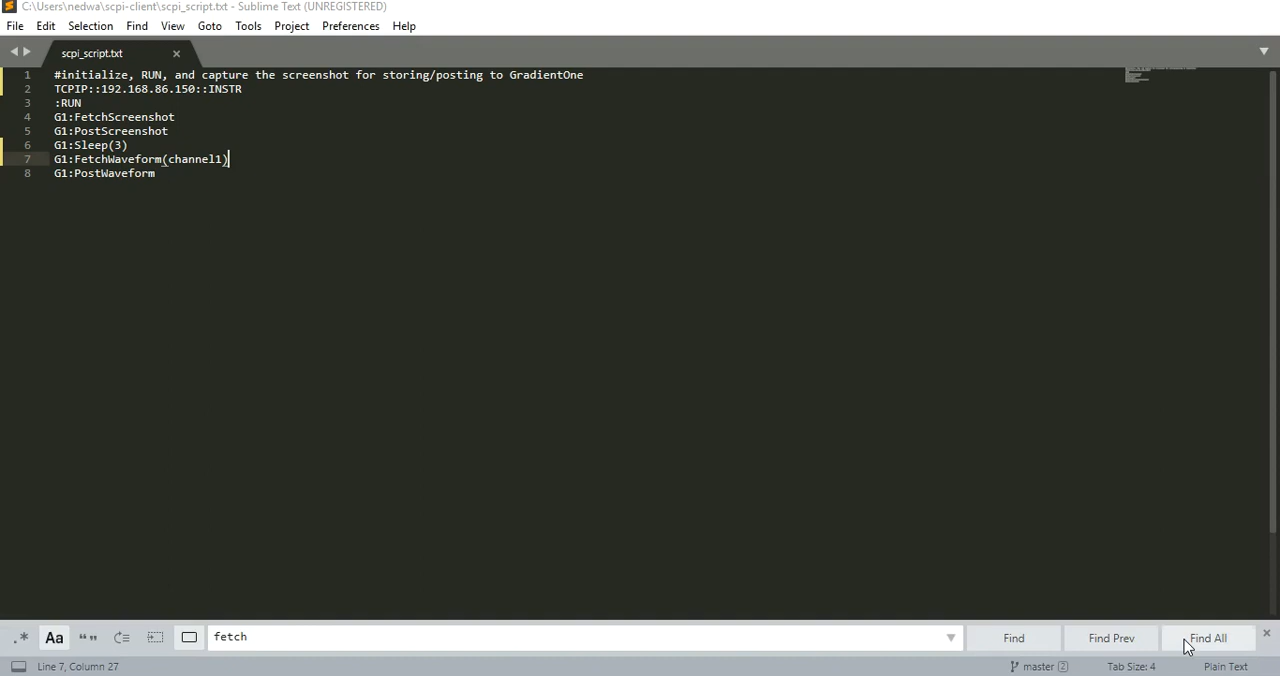 C:\Users\nedwa\scpi-client\scpi_script.txt - Sublime Text (UNREGISTERED)
File Edit Selection Find View Goto Tools Project Preferences Help
scpi_script.txt
1 #initialize, RUN, and capture the screenshot for storing/posting to GradientOne
2 TCPIP::192.168.86.150::INSTR
3 :RUN
4 G1:FetchScreenshot
5 G1:PostScreenshot
6 G1:Sleep(3)
7 G1:FetchWaveform(channel1)
8 G1:PostWaveform
.* Aa “” fetch Find Find Prev Find All
Line 7, Column 27 master 2 Tab Size: 4 Plain Text